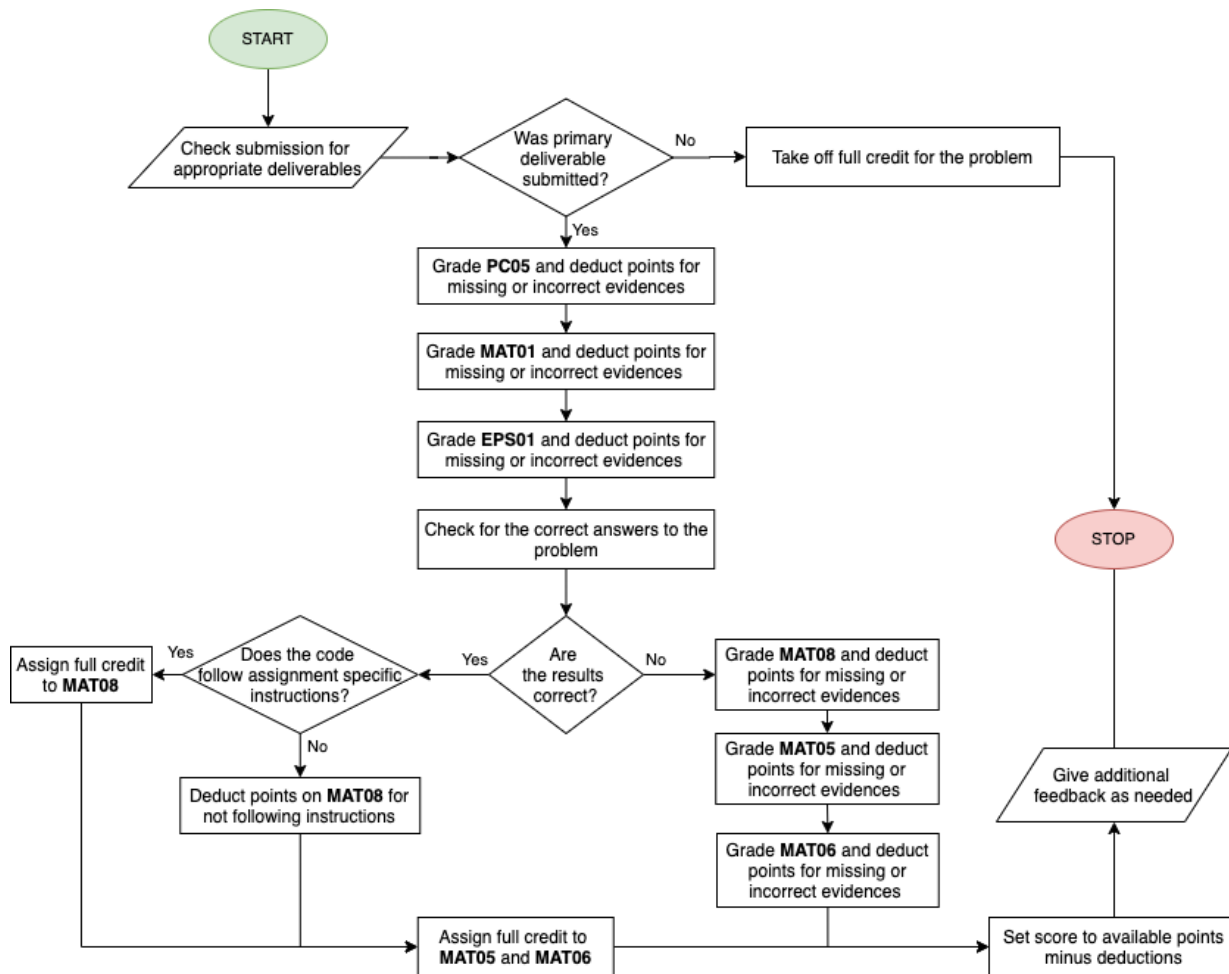 START
Check submission for
appropriate deliverables
Was primary
deliverable
submitted?
No
Take off full credit for the problem
Yes
Grade PC05 and deduct points for
missing or incorrect evidences
Grade MAT01 and deduct points for
missing or incorrect evidences
Grade EPS01 and deduct points for
missing or incorrect evidences
Check for the correct answers to the
problem
STOP
Are
the results
correct?
Yes
Does the code
follow assignment specific
instructions?
Yes
Assign full credit
to MAT08
No
Deduct points on MAT08 for
not following instructions
No
Grade MAT08 and deduct
points for missing or
incorrect evidences
Grade MAT05 and deduct
points for missing or
incorrect evidences
Grade MAT06 and deduct
points for missing or
incorrect evidences
Assign full credit to
MAT05 and MAT06
Set score to available points
minus deductions
Give additional
feedback as needed